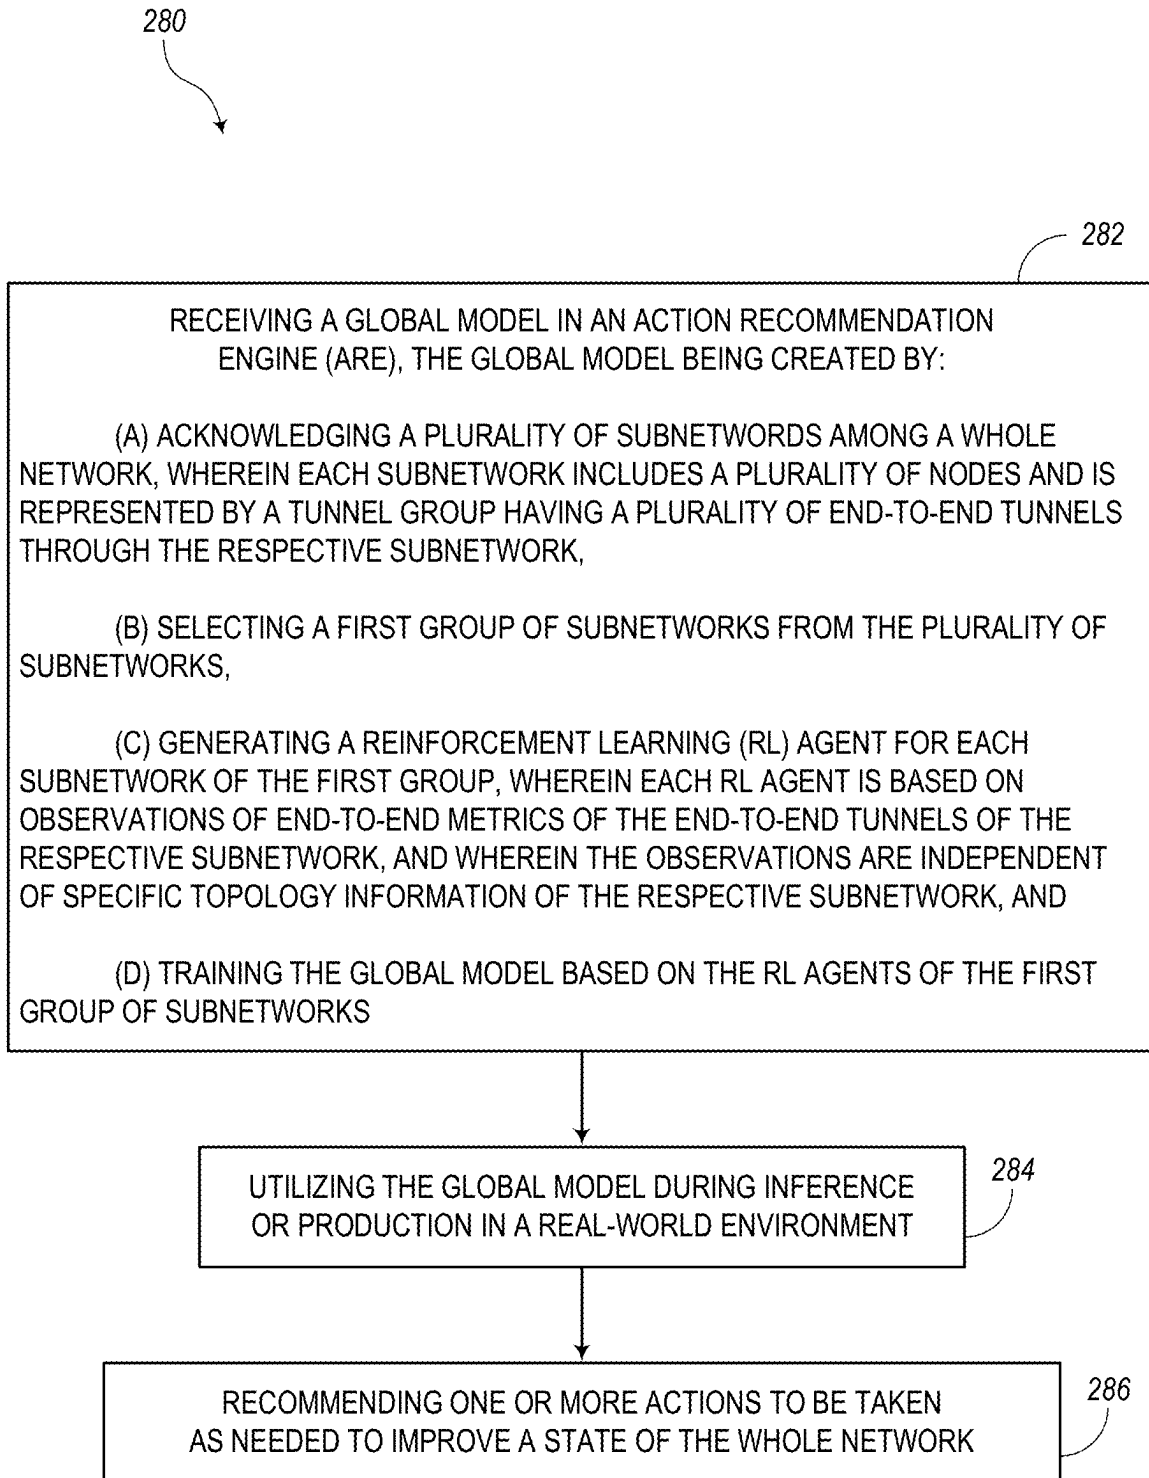 280
282
RECEIVING A GLOBAL MODEL IN AN ACTION RECOMMENDATION
ENGINE (ARE), THE GLOBAL MODEL BEING CREATED BY:
(A) ACKNOWLEDGING A PLURALITY OF SUBNETWORDS AMONG A WHOLE
NETWORK, WHEREIN EACH SUBNETWORK INCLUDES A PLURALITY OF NODES AND IS
REPRESENTED BY A TUNNEL GROUP HAVING A PLURALITY OF END-TO-END TUNNELS
THROUGH THE RESPECTIVE SUBNETWORK,
(B) SELECTING A FIRST GROUP OF SUBNETWORKS FROM THE PLURALITY OF
SUBNETWORKS,
(C) GENERATING A REINFORCEMENT LEARNING (RL) AGENT FOR EACH
SUBNETWORK OF THE FIRST GROUP, WHEREIN EACH RL AGENT IS BASED ON
OBSERVATIONS OF END-TO-END METRICS OF THE END-TO-END TUNNELS OF THE
RESPECTIVE SUBNETWORK, AND WHEREIN THE OBSERVATIONS ARE INDEPENDENT
OF SPECIFIC TOPOLOGY INFORMATION OF THE RESPECTIVE SUBNETWORK, AND
(D) TRAINING THE GLOBAL MODEL BASED ON THE RL AGENTS OF THE FIRST
GROUP OF SUBNETWORKS
UTILIZING THE GLOBAL MODEL DURING INFERENCE
OR PRODUCTION IN A REAL-WORLD ENVIRONMENT
284
RECOMMENDING ONE OR MORE ACTIONS TO BE TAKEN
AS NEEDED TO IMPROVE A STATE OF THE WHOLE NETWORK
286